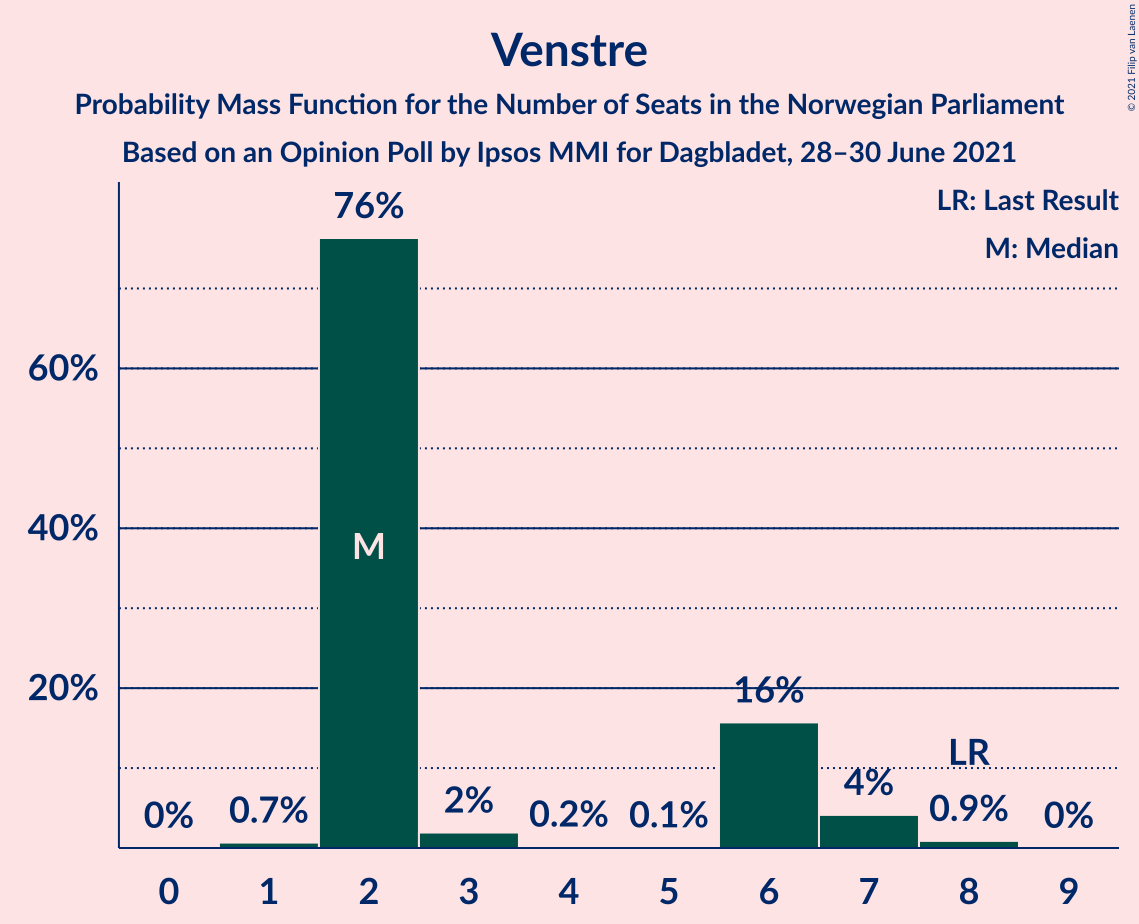 Venstre
Probability Mass Function for the Number of Seats in the Norwegian Parliament
Based on an Opinion Poll by Ipsos MMI for Dagbladet, 28–30 June 2021
© 2021 Filip van Laenen
LR: Last Result
M: Median
76%
60%
40%
M
20%
16%
LR
4%
0%
0.7%
2%
0.2%
0.1%
0.9%
0%
0 1 2 3 4 5 6 7 8 9